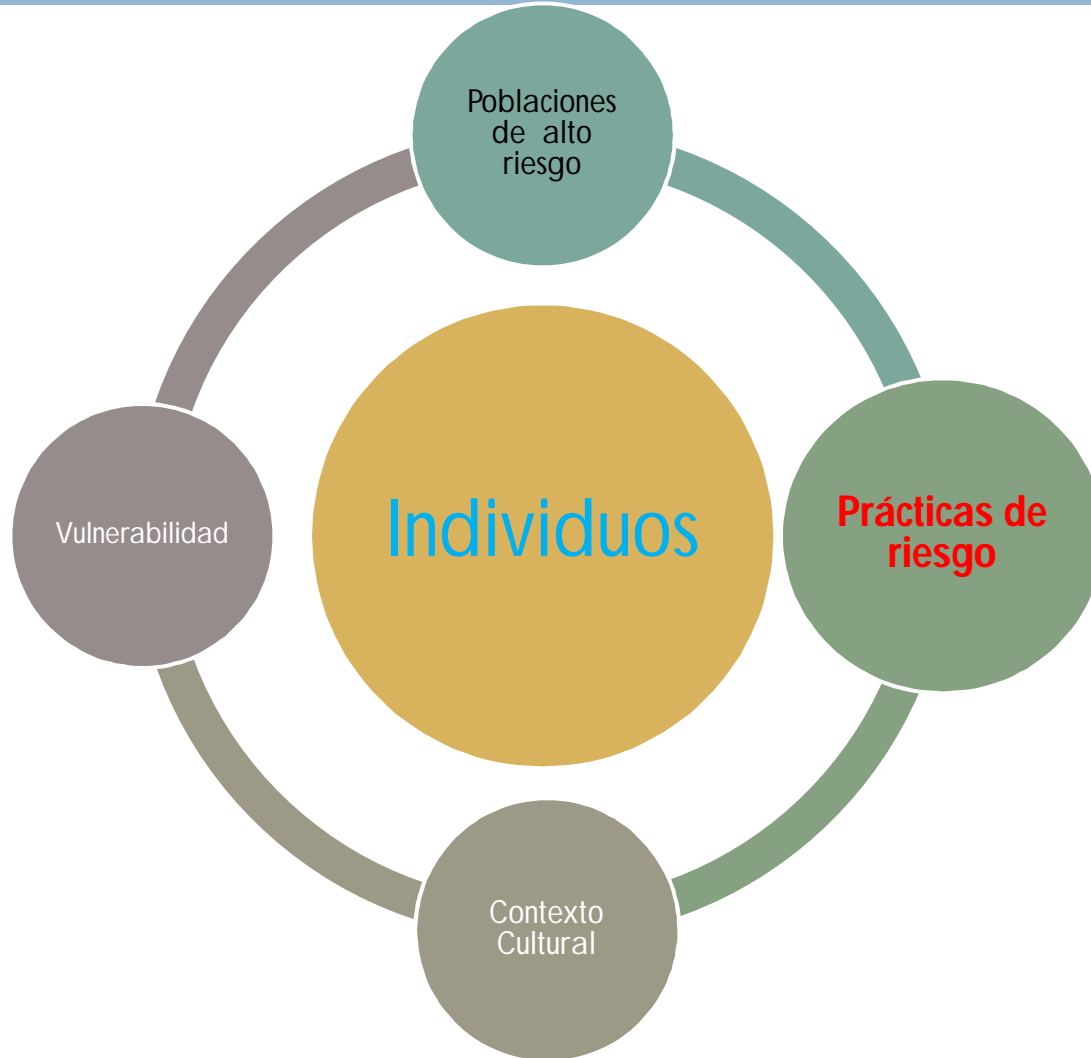 Poblaciones
de alto
riesgo
Individuos
Prácticas de
riesgo
Vulnerabilidad
Contexto
Cultural